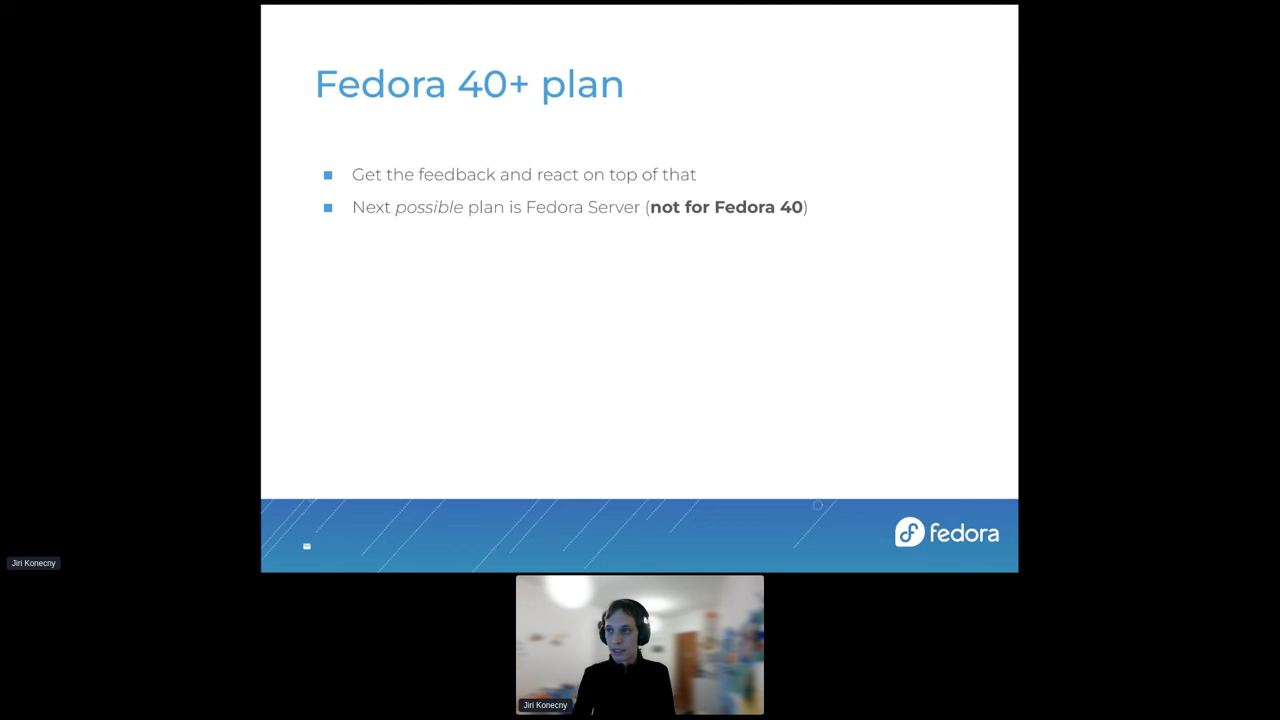 Fedora 40+ plan
Get the feedback and react on top of that
Next possible plan is Fedora Server (not for Fedora 40)
fedora
Jiri Konecny
Jiri Konecny